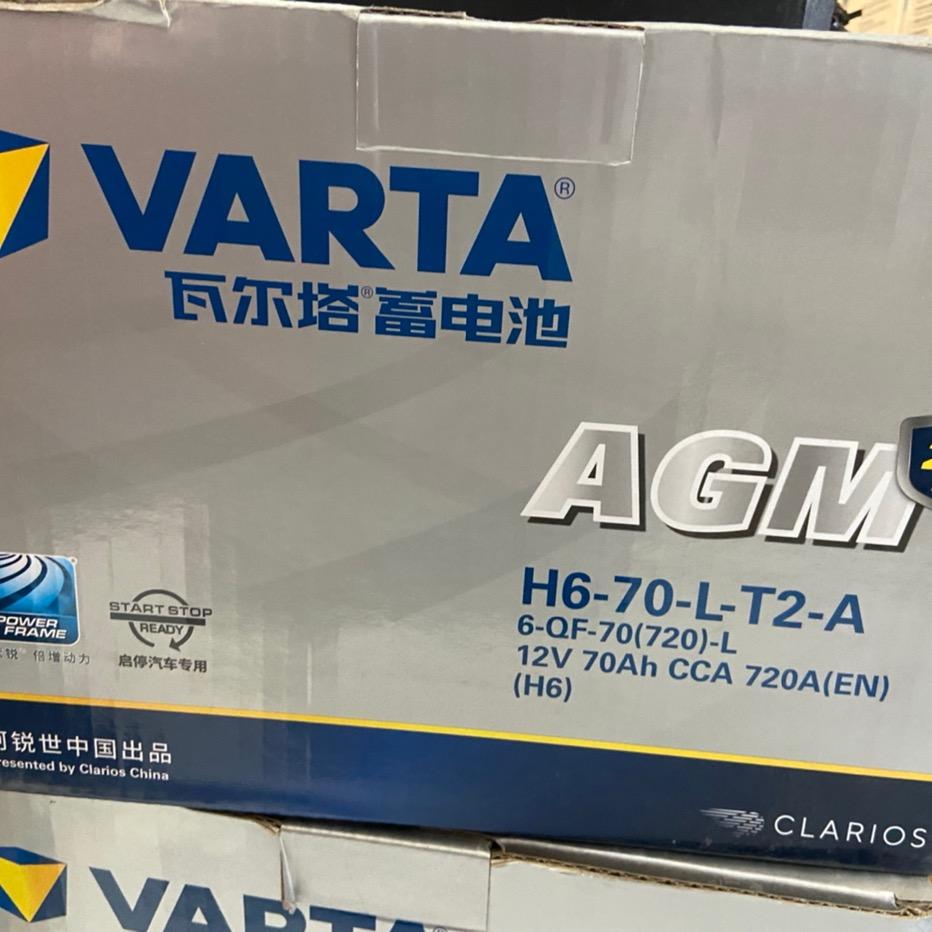 VARTA®
瓦尔塔®蓄电池
AGM
H6-70-L-T2-A
6-QF-70(720)-L
12V 70Ah CCA 720A(EN)
(H6)
POWER
FRAME
锐 倍增动力
START STOP
READY
启停汽车专用
柯锐世中国出品
resented by Clarios China
CLARIOS
VARTA